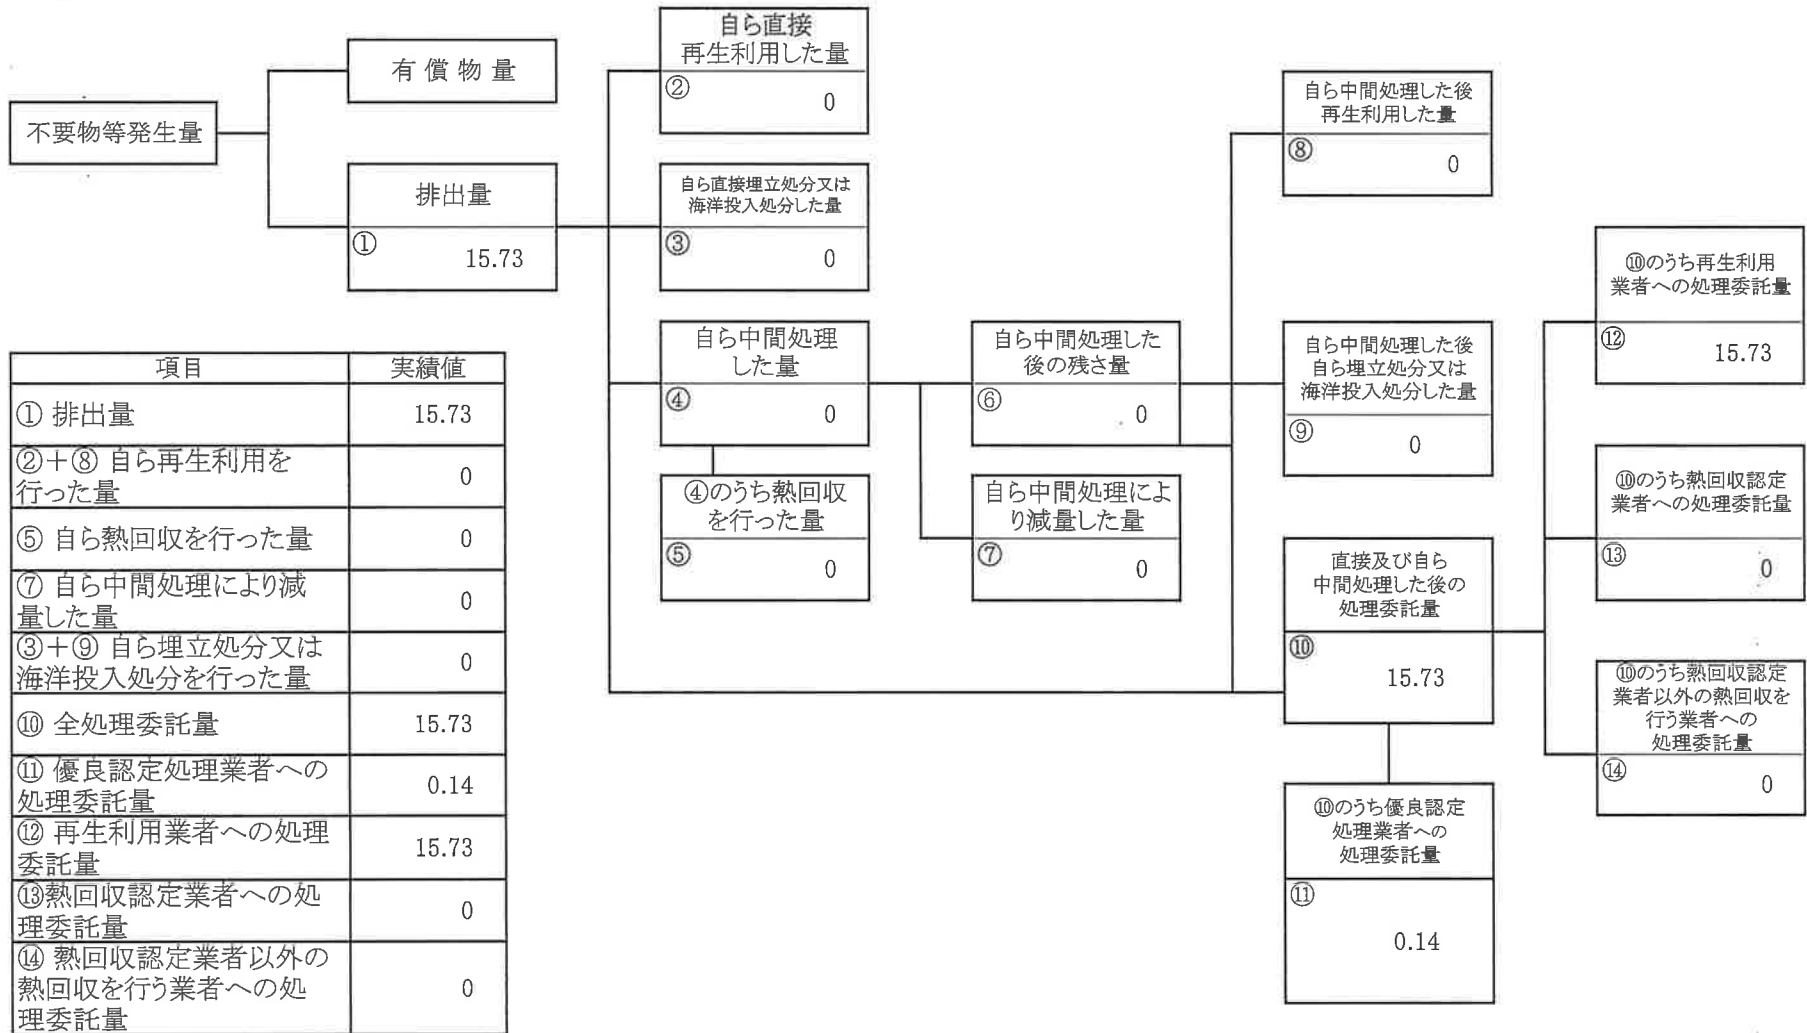 不要物等発生量
有償物量
排出量
①
15.73
自ら直接
再生利用した量
②
0
自ら直接埋立処分又は
海洋投入処分した量
③
0
自ら中間処理
した量
④
0
④のうち熱回収
を行った量
⑤
0
自ら中間処理した
後の残さ量
⑥
0
自ら中間処理によ
り減量した量
⑦
0
自ら中間処理した後
再生利用した量
⑧
0
自ら中間処理した後
自ら埋立処分又は
海洋投入処分した量
⑨
0
直接及び自ら
中間処理した後の
処理委託量
⑩
15.73
⑩のうち優良認定
処理業者への
処理委託量
⑪
0.14
⑩のうち再生利用
業者への処理委託量
⑫
15.73
⑩のうち熱回収認定
業者への処理委託量
⑬
0
⑩のうち熱回収認定
業者以外の熱回収を
行う業者への
処理委託量
⑭
0
項目 実績値
① 排出量 15.73
②+⑧ 自ら再生利用を
行った量 0
⑤ 自ら熱回収を行った量 0
⑦ 自ら中間処理により減
量した量 0
③+⑨ 自ら埋立処分又は
海洋投入処分を行った量 0
⑩ 全処理委託量 15.73
⑪ 優良認定処理業者への
処理委託量 0.14
⑫ 再生利用業者への処理
委託量 15.73
⑬熱回収認定業者への処
理委託量 0
⑭ 熱回収認定業者以外の
熱回収を行う業者への処
理委託量 0